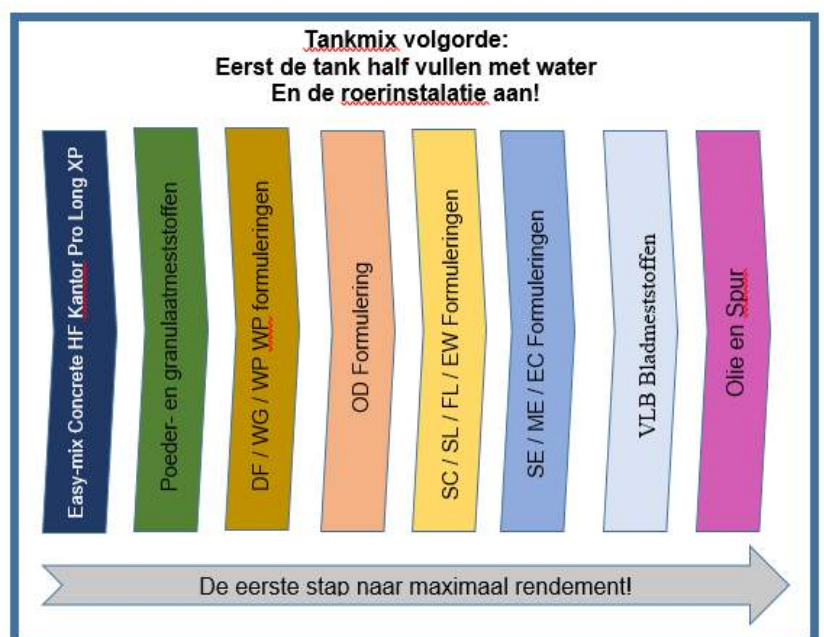 Tankmix volgorde:
Eerst de tank half vullen met water
En de roerinstalatie aan!
Easy-mix Concrete HF Kantor Pro Long XP
Poeder- en granulaatmeststoffen
DF / WG / WP WP formuleringen
OD Formulering
SC / SL / FL / EW Formuleringen
SE / ME / EC Formuleringen
VLB Bladmeststoffen
Olie en Spur
De eerste stap naar maximaal rendement!